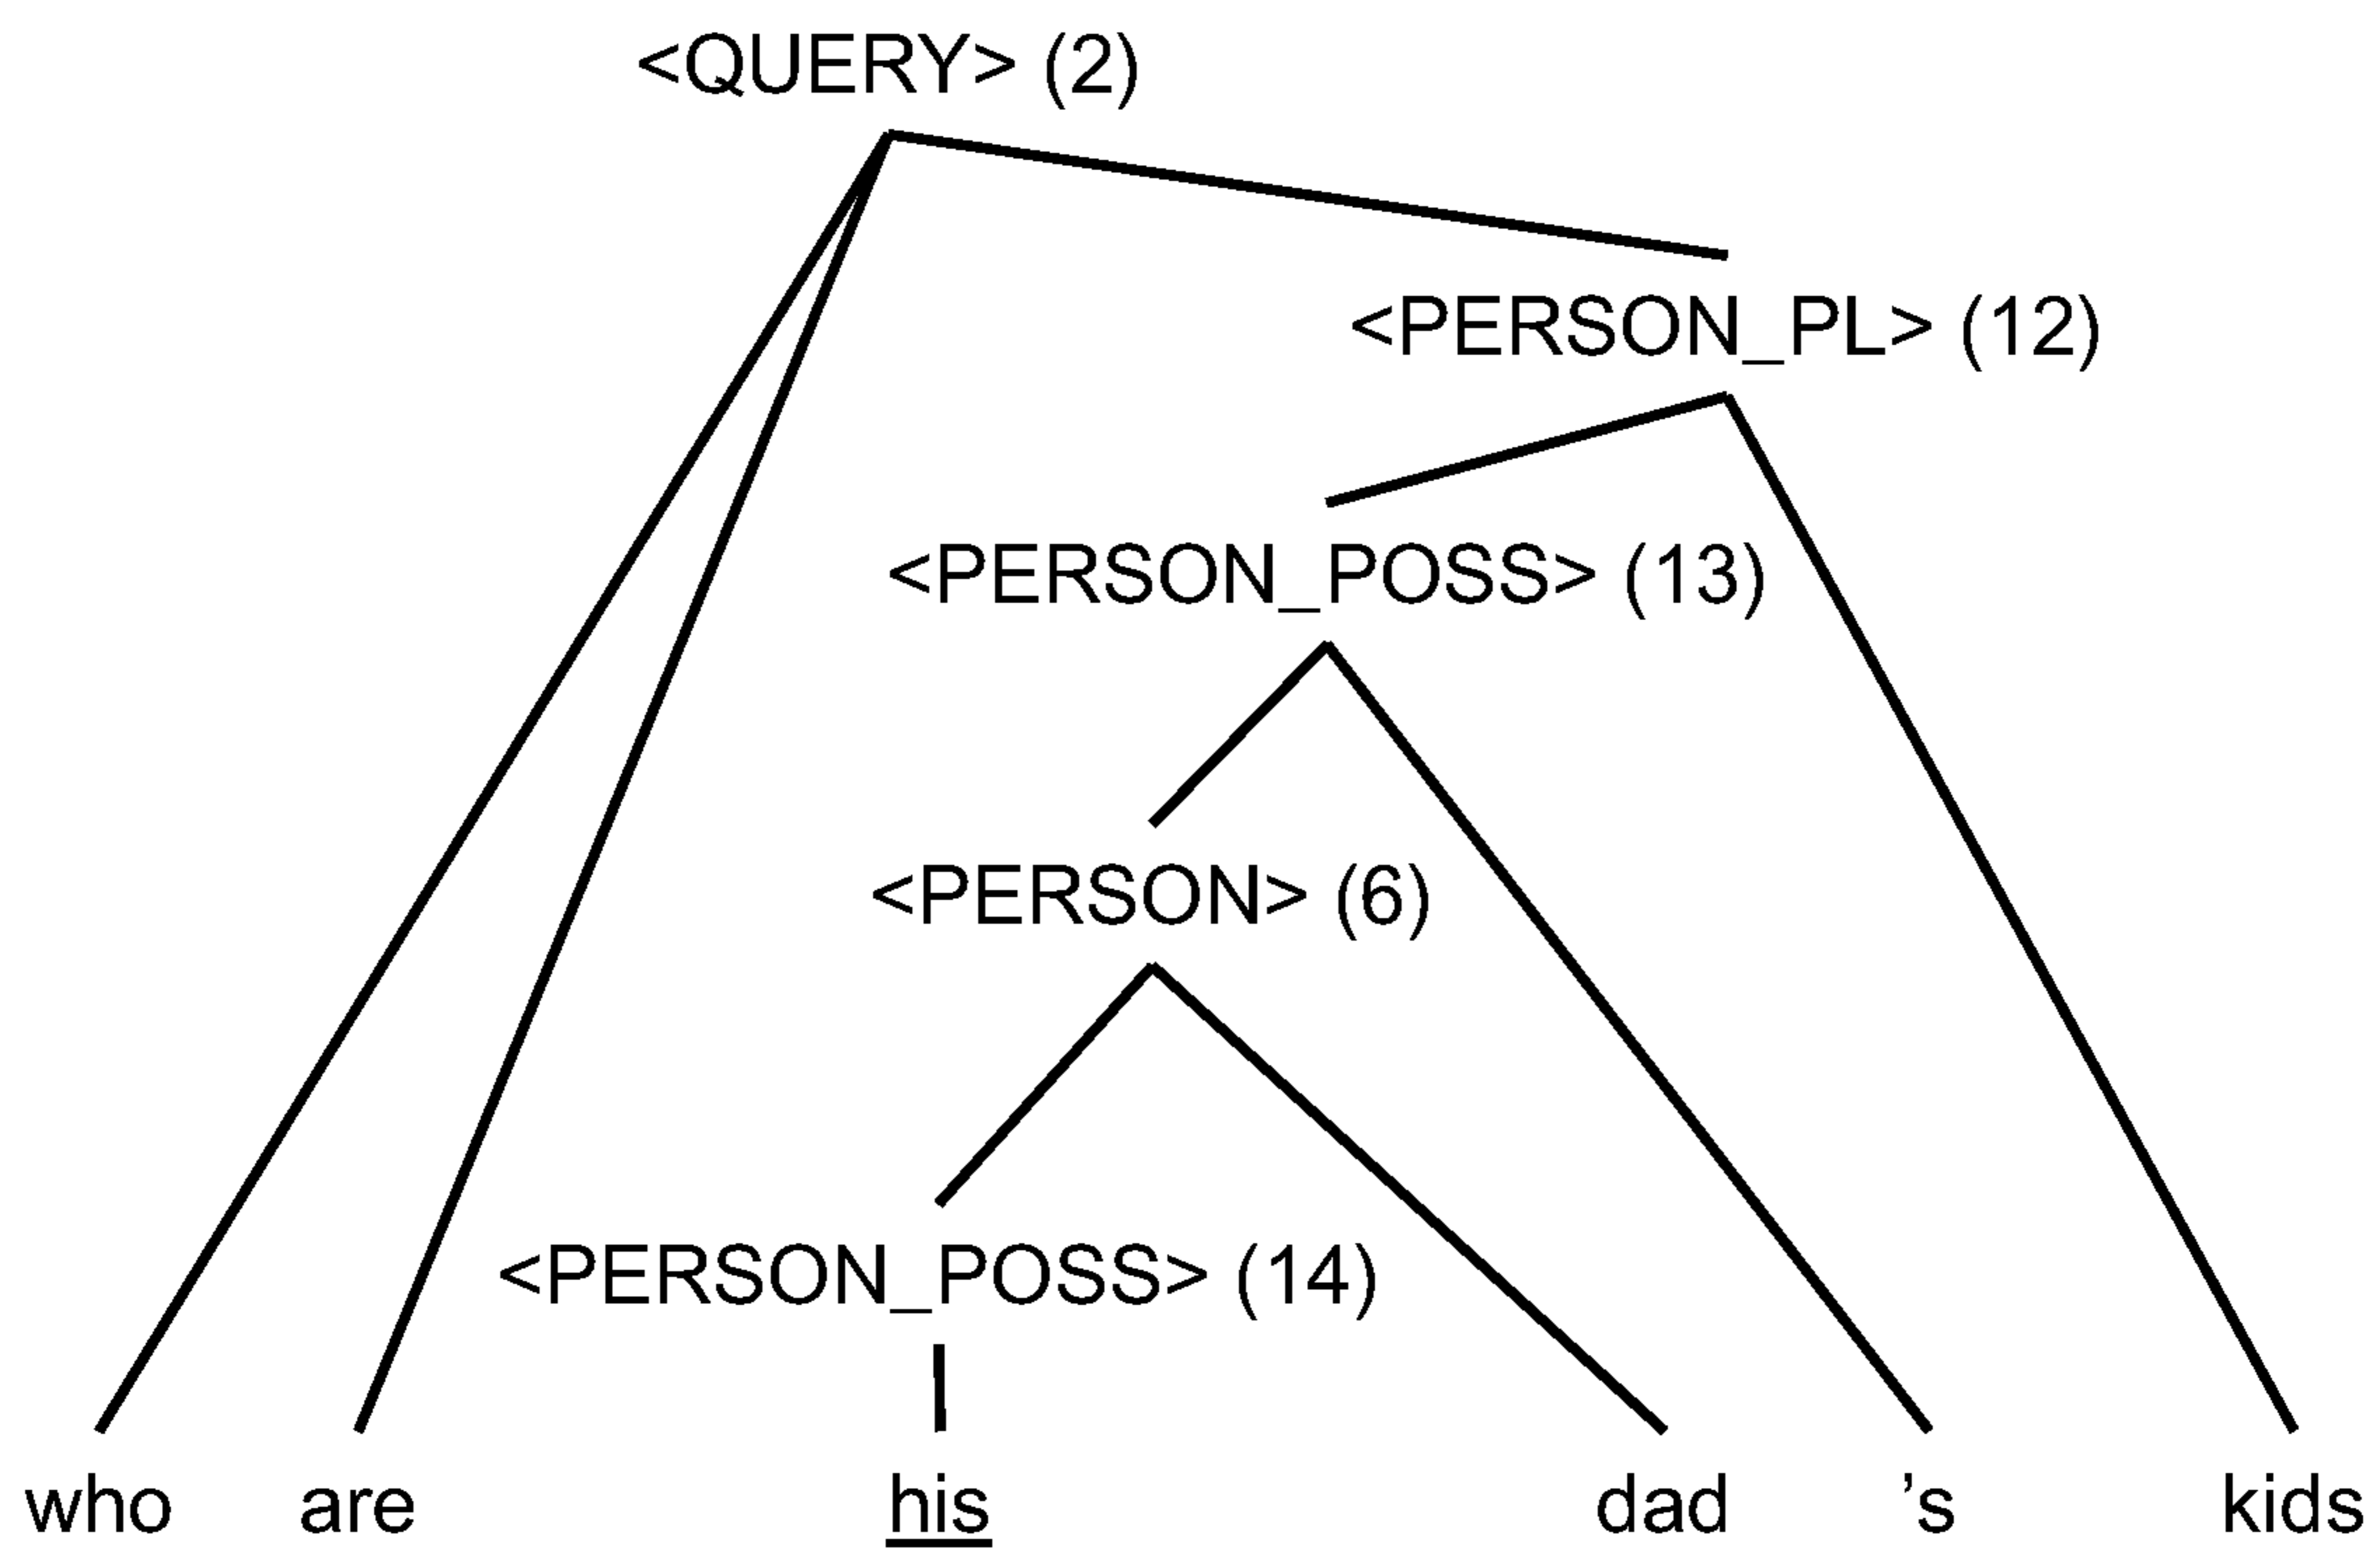 <QUERY> (2)
<PERSON_PL> (12)
<PERSON_POSS> (13)
<PERSON> (6)
<PERSON_POSS> (14)
who are his dad ’s kids